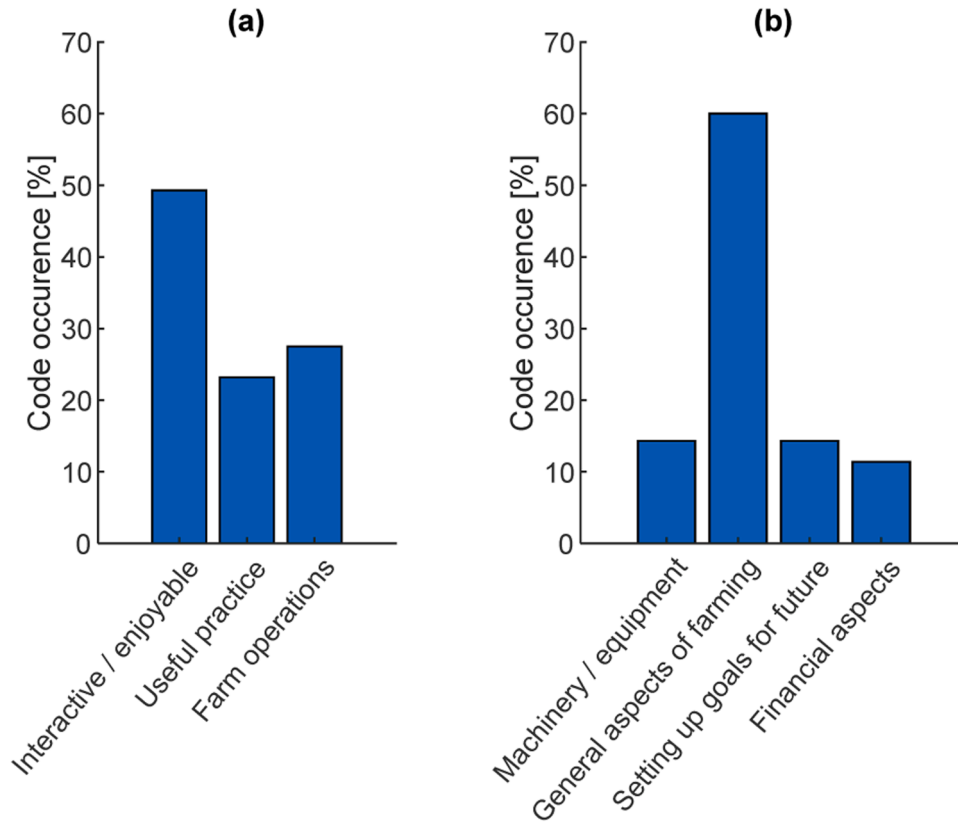 (a)
70
60
50
40
30
20
10
0
Code occurence [%]
Interactive / enjoyable
Useful practice
Farm operations
(b)
70
60
50
40
30
20
10
0
Code occurence [%]
Machinery / equipment
General aspects of farming
Setting up goals for future
Financial aspects